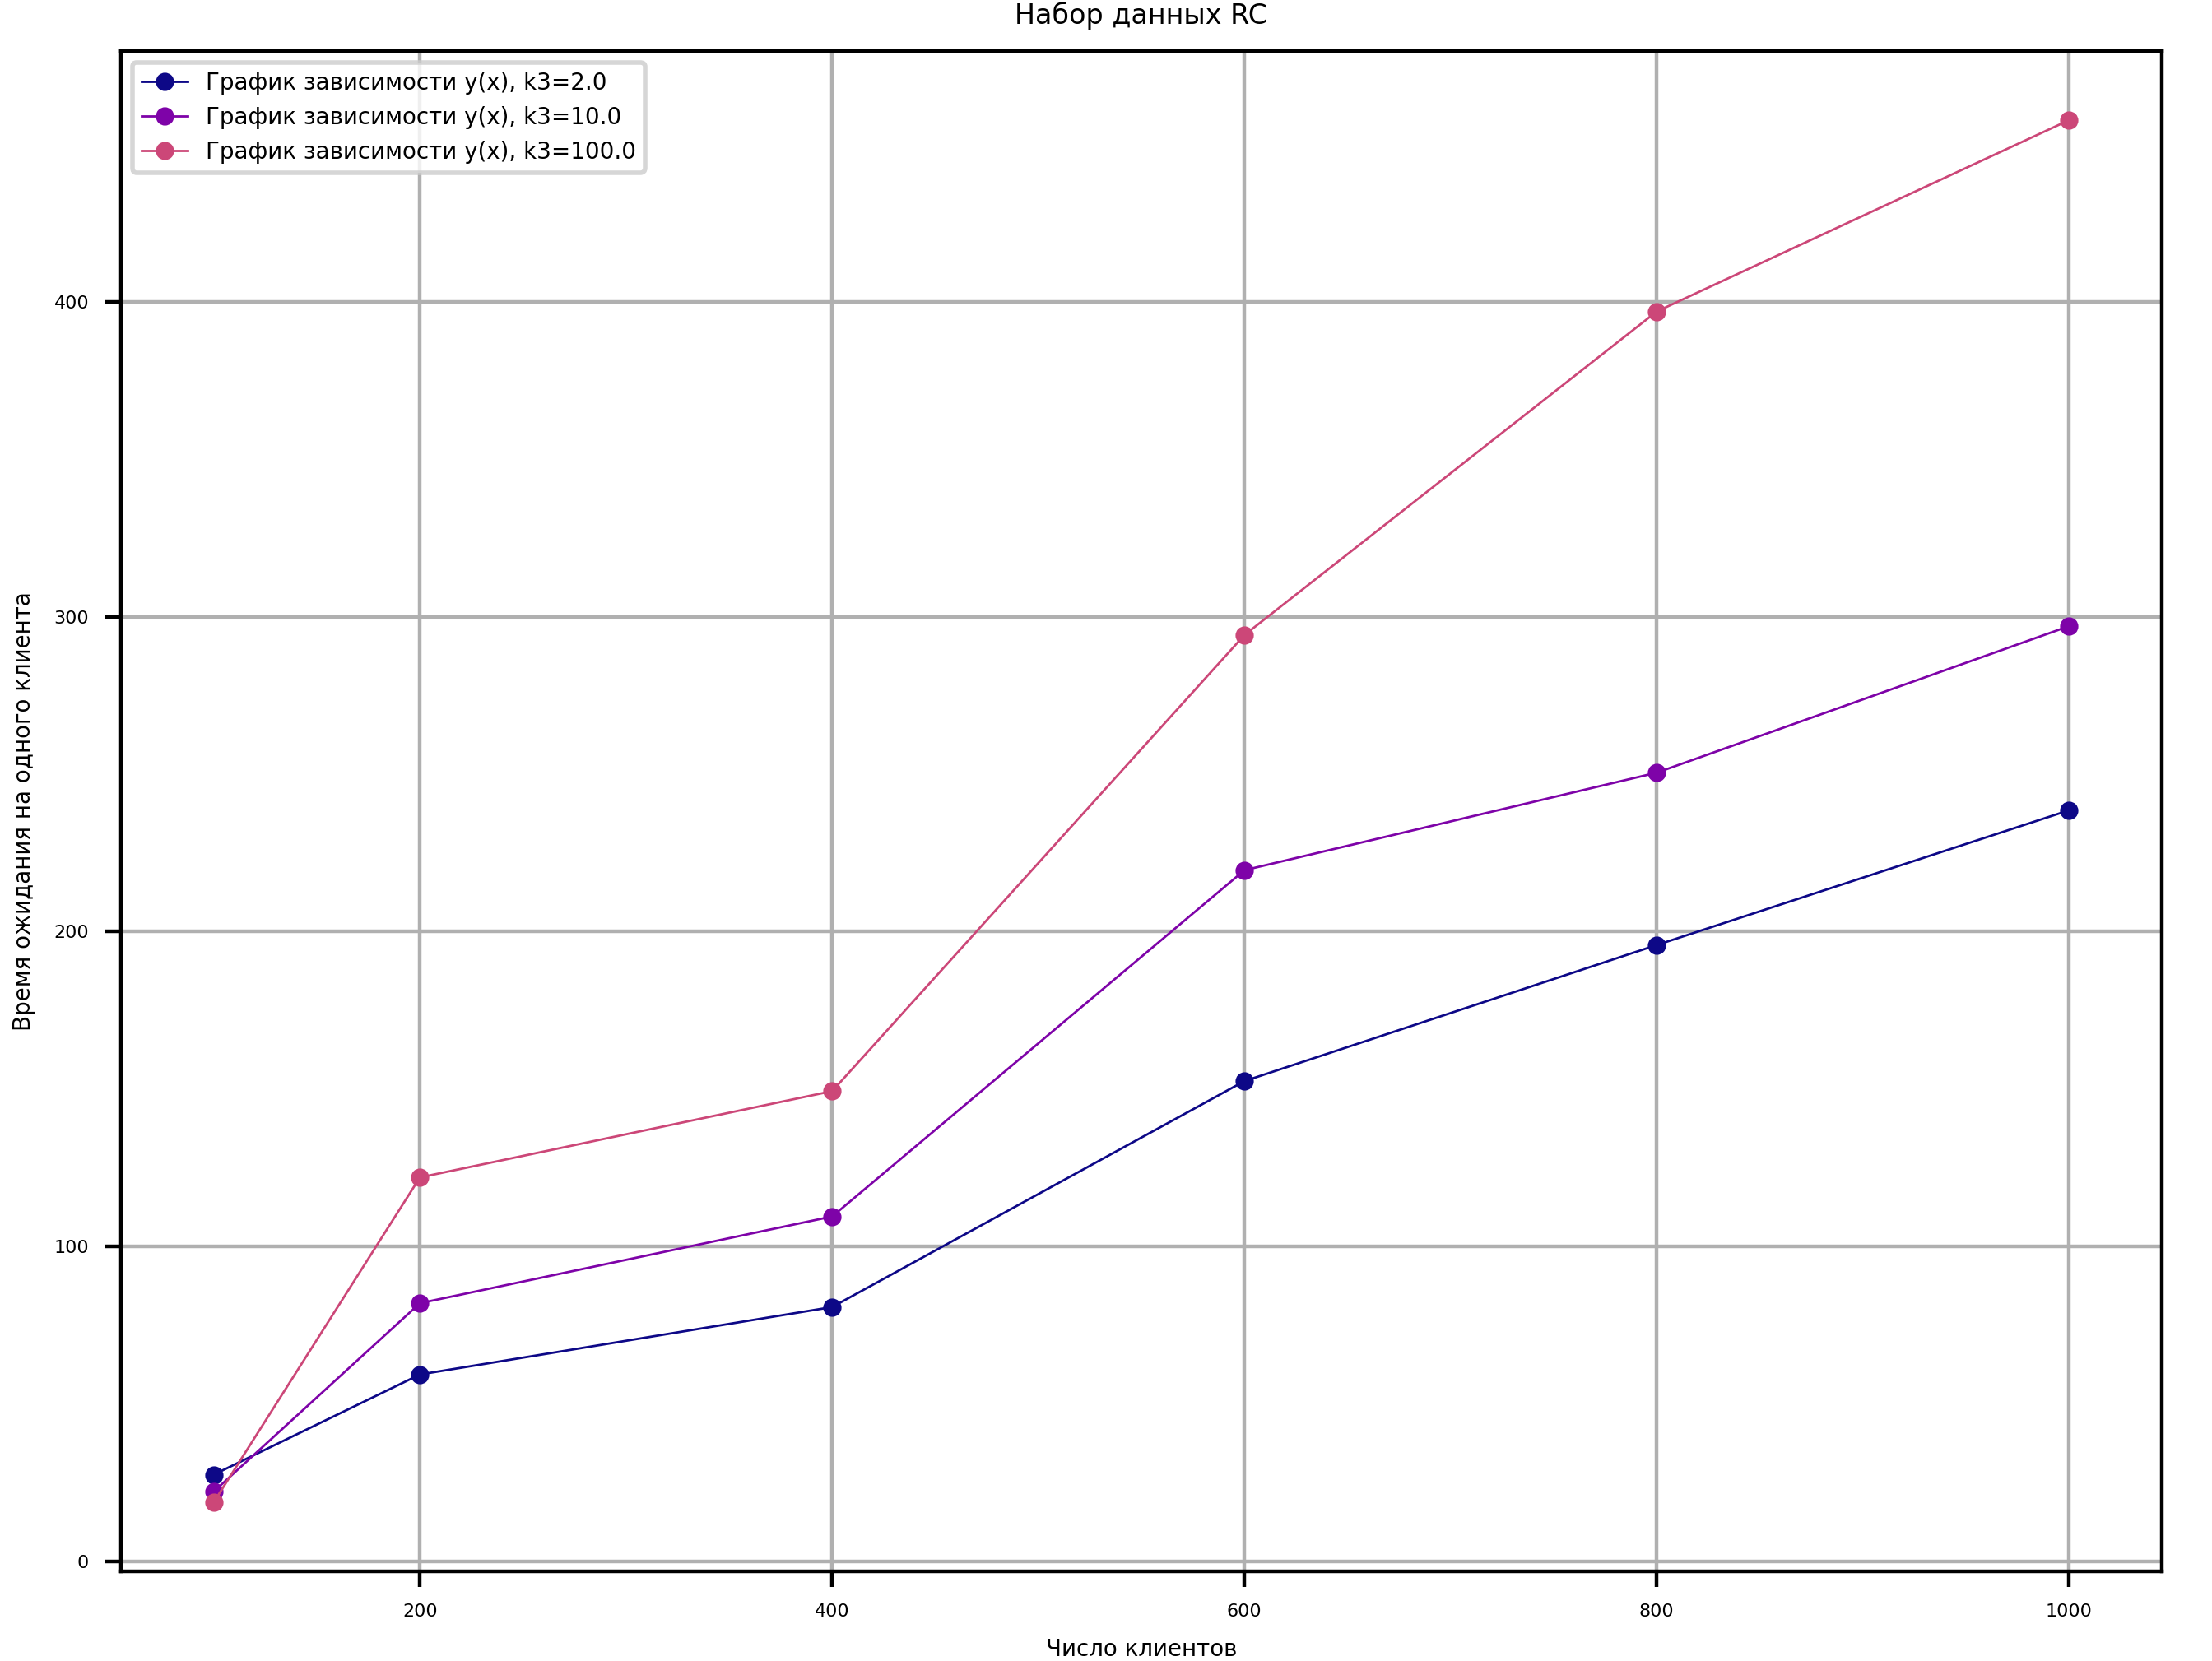 Набор данных RC
График зависимости y(x), k3=2.0
График зависимости y(x), k3=10.0
График зависимости y(x), k3=100.0
Время ожидания на одного клиента
400
300
200
100
0
200 400 600 800 1000
Число клиентов